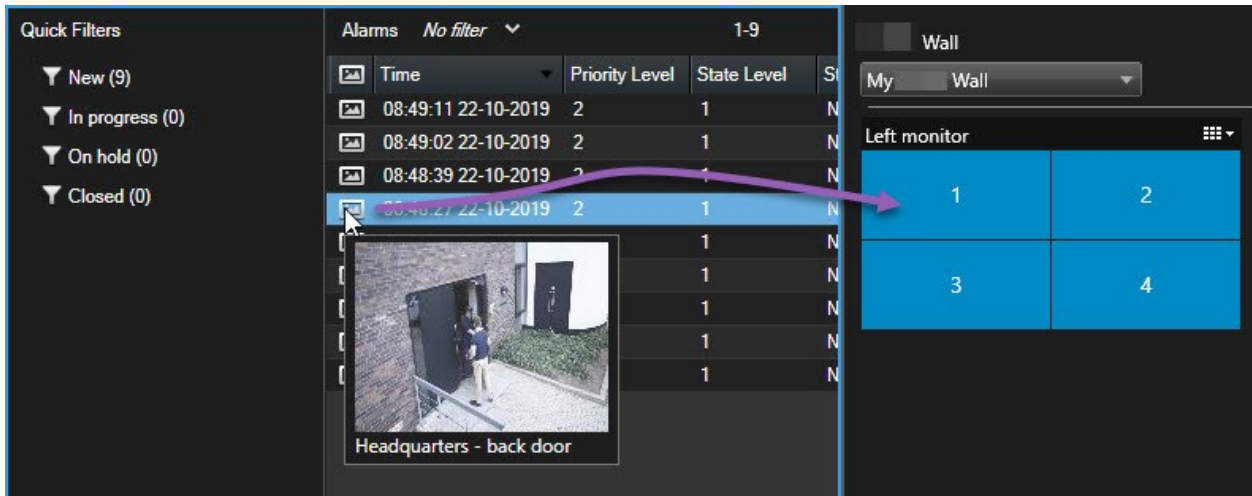 Quick Filters
New (9)
In progress (0)
On hold (0)
Closed (0)
Alarms No filter 1-9
Time Priority Level State Level
08:49:11 22-10-2019 2 1 N
08:49:02 22-10-2019 2 1 N
08:48:39 22-10-2019 2 1 N
08:48:27 22-10-2019 2 1 N
1 N
1 N
1 N
1 N
1 N
Headquarters - back door
Wall
My Wall
Left monitor
1 2
3 4